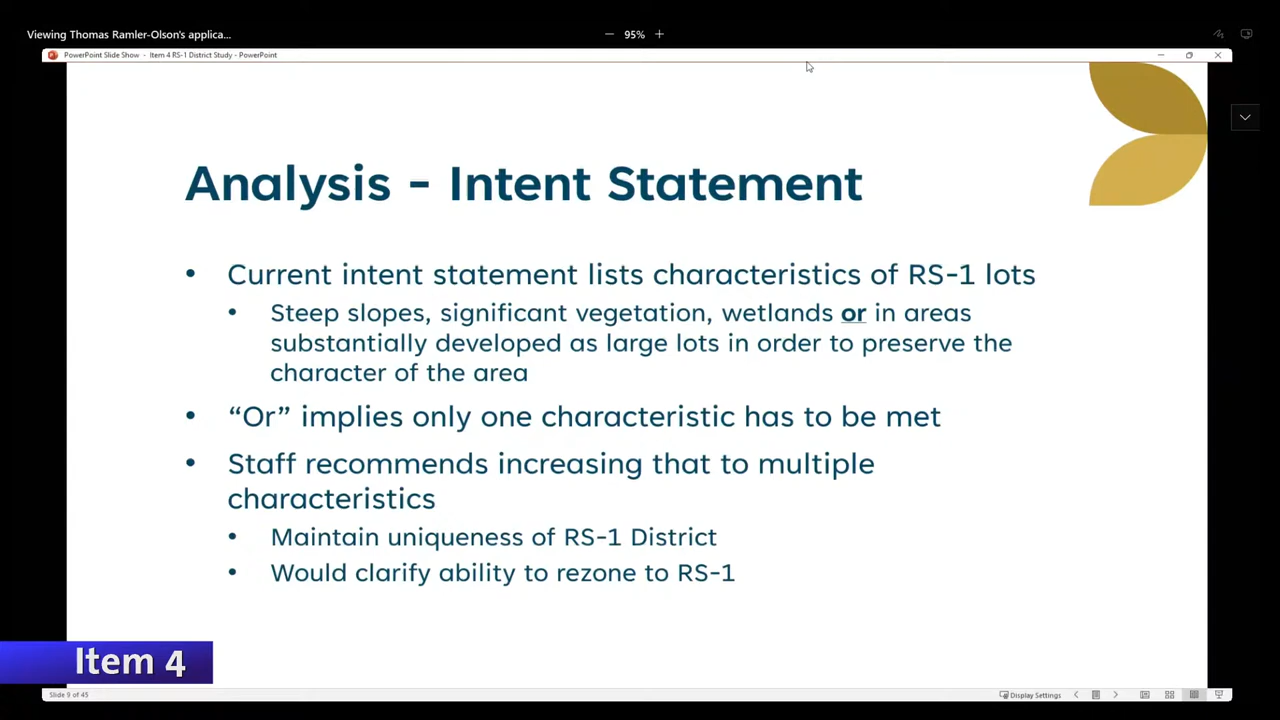 Viewing Thomas Ramler-Olson's applica...
95%
PowerPoint Slide Show - Item 4 RS-1 District Study - PowerPoint
Analysis - Intent Statement
• Current intent statement lists characteristics of RS-1 lots
• Steep slopes, significant vegetation, wetlands or in areas
substantially developed as large lots in order to preserve the
character of the area
• “Or” implies only one characteristic has to be met
• Staff recommends increasing that to multiple
characteristics
• Maintain uniqueness of RS-1 District
• Would clarify ability to rezone to RS-1
Item 4
Slide 9 of 45
Display Settings